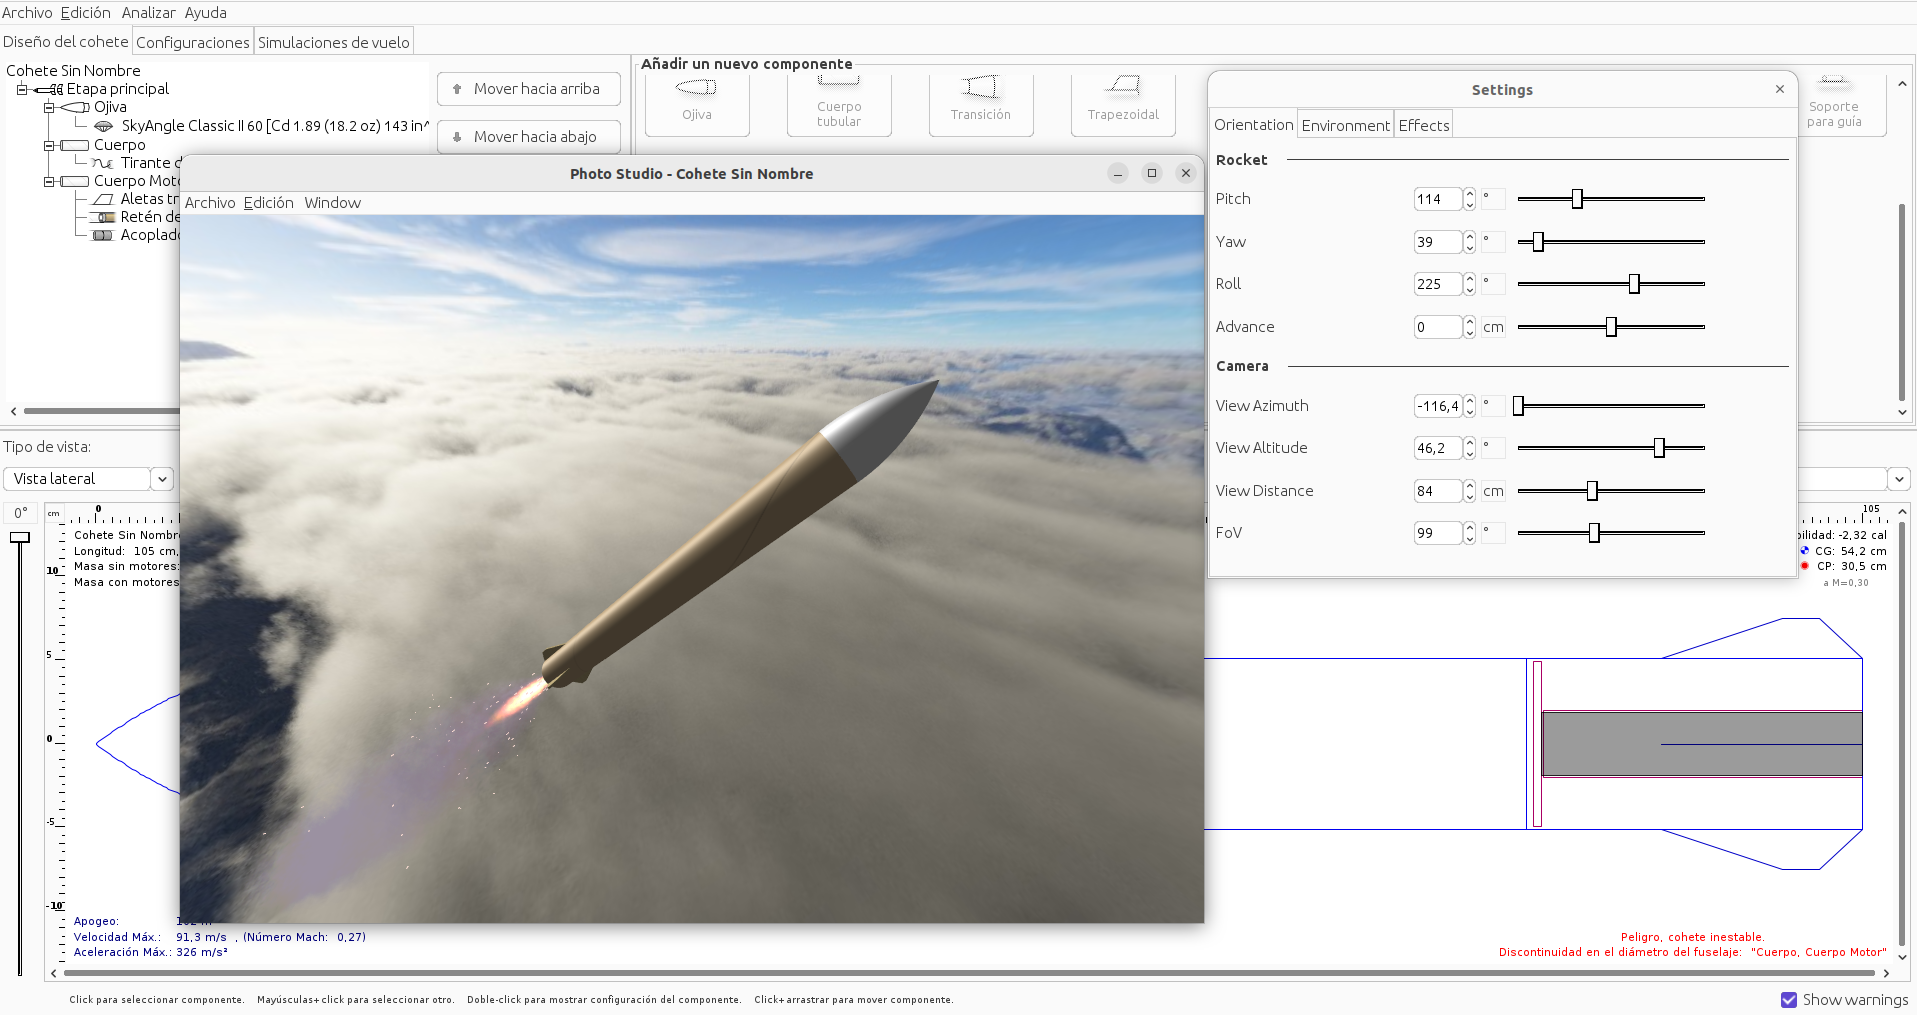 Archivo Edición Analizar Ayuda
Diseño del cohete Configuraciones Simulaciones de vuelo
Cohete Sin Nombre
Etapa principal
Ojiva
SkyAngle Classic II 60 [Cd 1.89 (18.2 oz) 143 in^
Cuerpo
Tirante d
Cuerpo Moto
Aletas tr
Retén de
Acoplado
Mover hacia arriba
Mover hacia abajo
Añadir un nuevo componente
Ojiva
Cuerpo
tubular
Transición
Trapezoidal
Soporte
para guía
Photo Studio - Cohete Sin Nombre
Archivo Edición Window
Settings
Orientation Environment Effects
Rocket
Pitch 114 °
Yaw 39 °
Roll 225 °
Advance 0 cm
Camera
View Azimuth -116,4 °
View Altitude 46,2 °
View Distance 84 cm
FoV 99 °
Tipo de vista:
Vista lateral
0°
cm
0
105
10
5
0
-5
-10
Cohete Sin Nombr
Longitud: 105 cm,
Masa sin motores:
Masa con motores
bilidad: -2,32 cal
CG: 54,2 cm
CP: 30,5 cm
a M=0,30
Apogeo:
Velocidad Máx.: 91,3 m/s , (Número Mach: 0,27)
Aceleración Máx.: 326 m/s²
Peligro, cohete inestable.
Discontinuidad en el diámetro del fuselaje: "Cuerpo, Cuerpo Motor"
Click para seleccionar componente. Mayúsculas+click para seleccionar otro. Doble-click para mostrar configuración del componente. Click+arrastrar para mover componente.
Show warnings